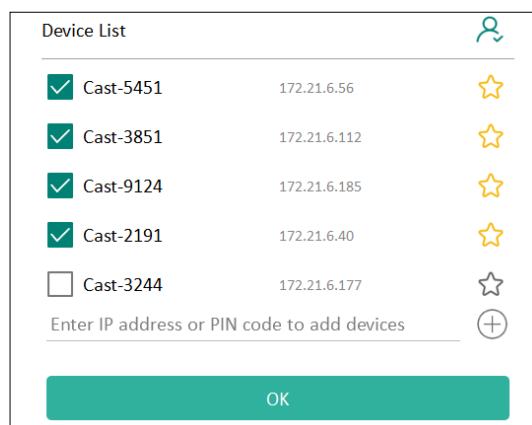 Device List
Cast-5451 172.21.6.56
Cast-3851 172.21.6.112
Cast-9124 172.21.6.185
Cast-2191 172.21.6.40
Cast-3244 172.21.6.177
Enter IP address or PIN code to add devices
OK